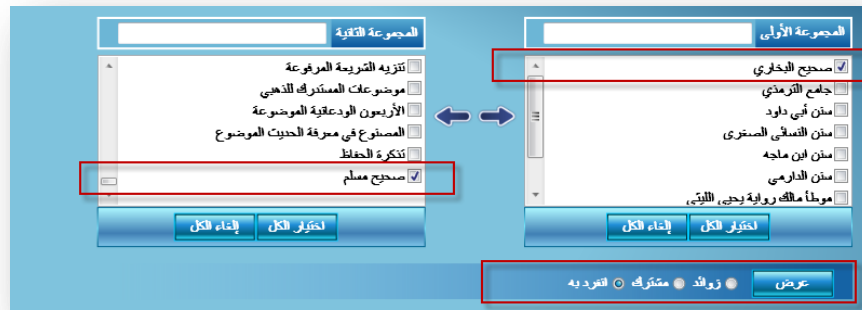 المجموعة الأولى
صحيح البخاري
جامع الترمذي
سنن أبي داود
سنن النسائى الصغرى
سنن ابن ماجه
سنن الدارمي
موطأ مالك رواية يحيى الليثي
اختيار الكل إلغاء الكل
المجموعة الثانية
تنزيه الشريعة المرفوعة
موضوعات المستدرك للذهبي
الأربعون الودعانية الموضوعة
المصنوع في معرفة الحديث الموضوع
تذكرة الحفاظ
صحيح مسلم
اختيار الكل إلغاء الكل
عرض زوائد مشترك انفرد به